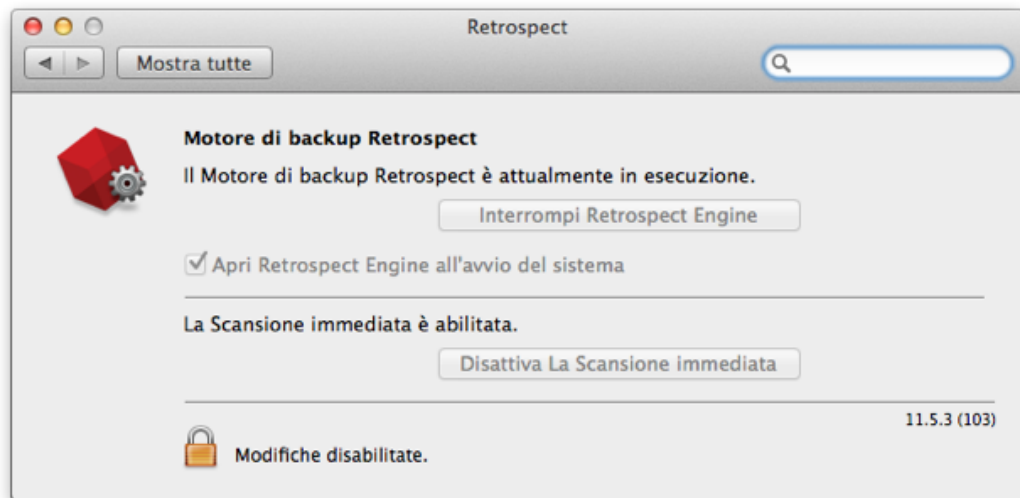 Retrospect
Mostra tutte
Motore di backup Retrospect
Il Motore di backup Retrospect è attualmente in esecuzione.
Interrompi Retrospect Engine
Apri Retrospect Engine all'avvio del sistema
La Scansione immediata è abilitata.
Disattiva La Scansione immediata
11.5.3 (103)
Modifiche disabilitate.